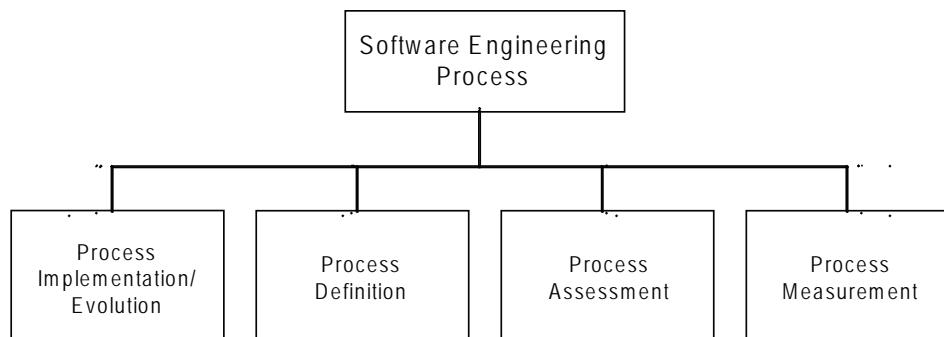 Software Engineering
Process
Process
Implementation/
Evolution
Process
Definition
Process
Assessment
Process
Measurement